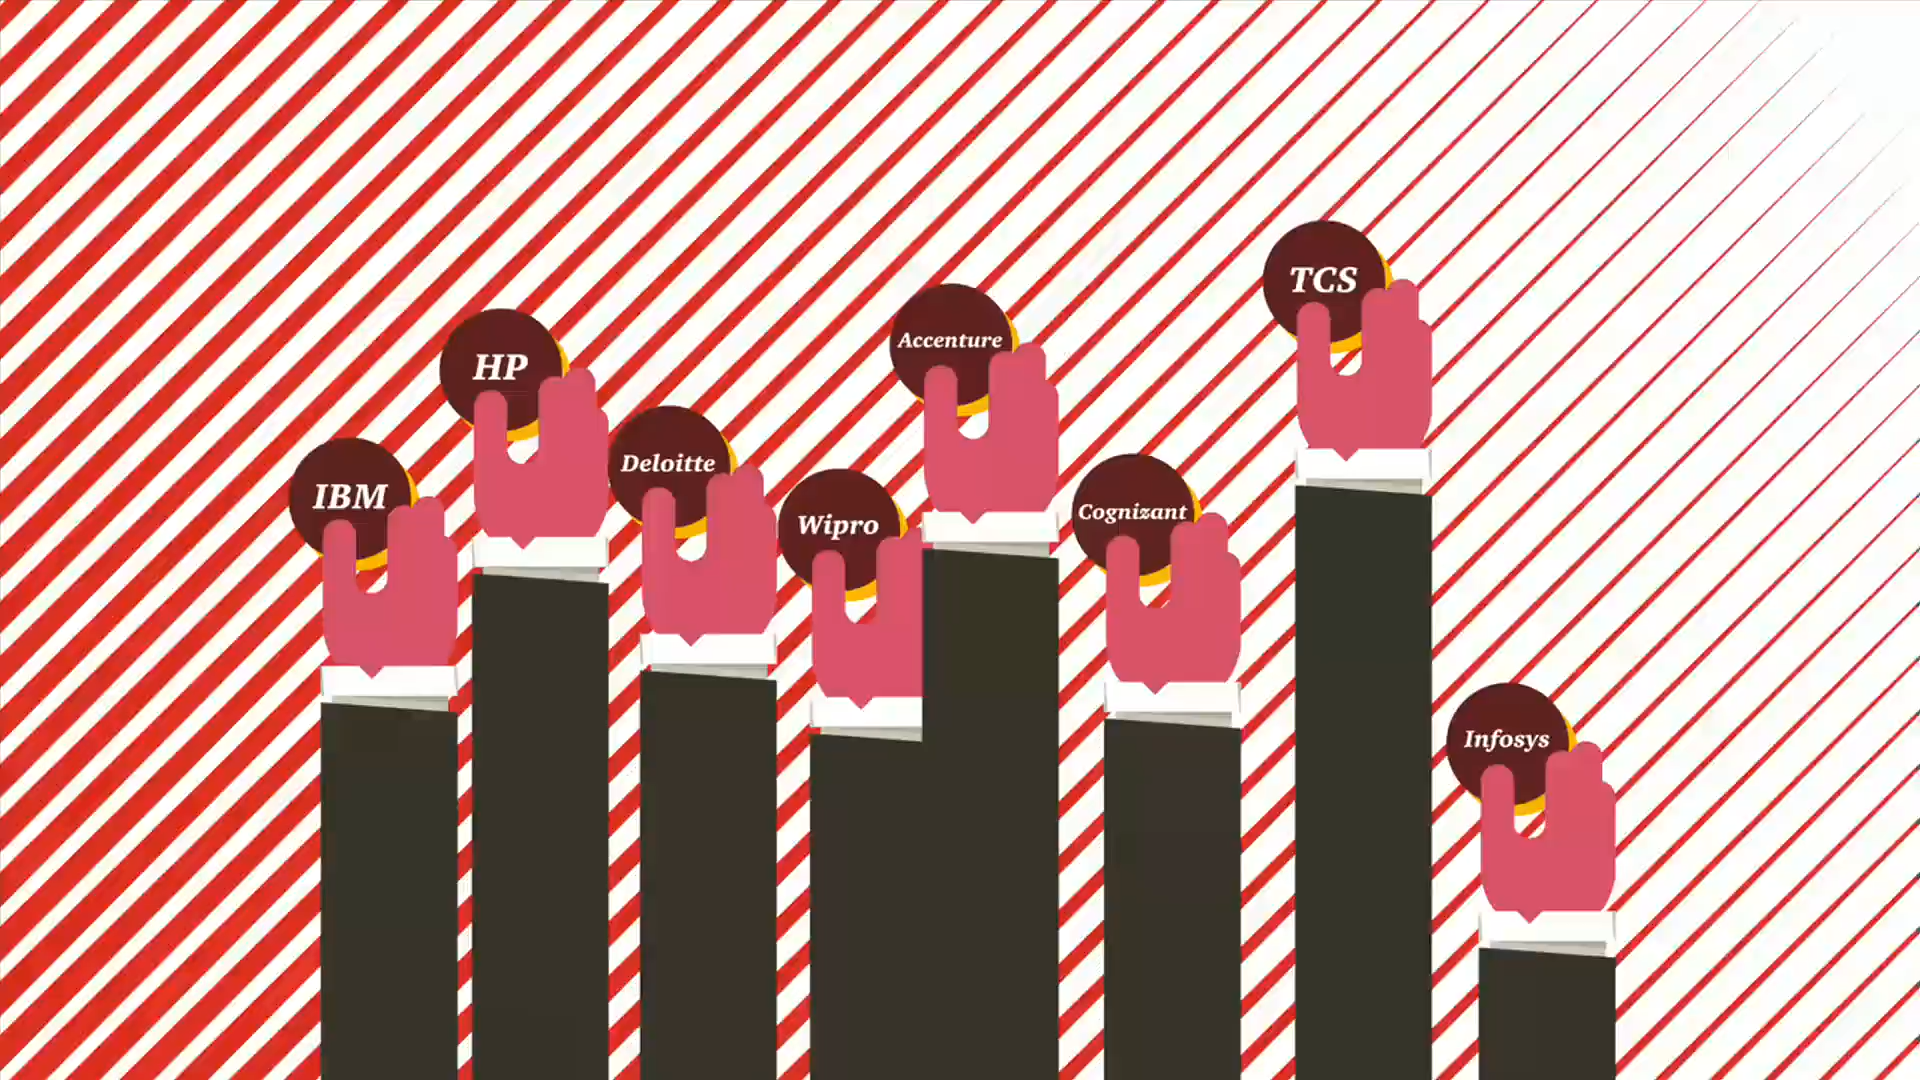 IBM
HP
Deloitte
Wipro
Accenture
Cognizant
TCS
Infosys